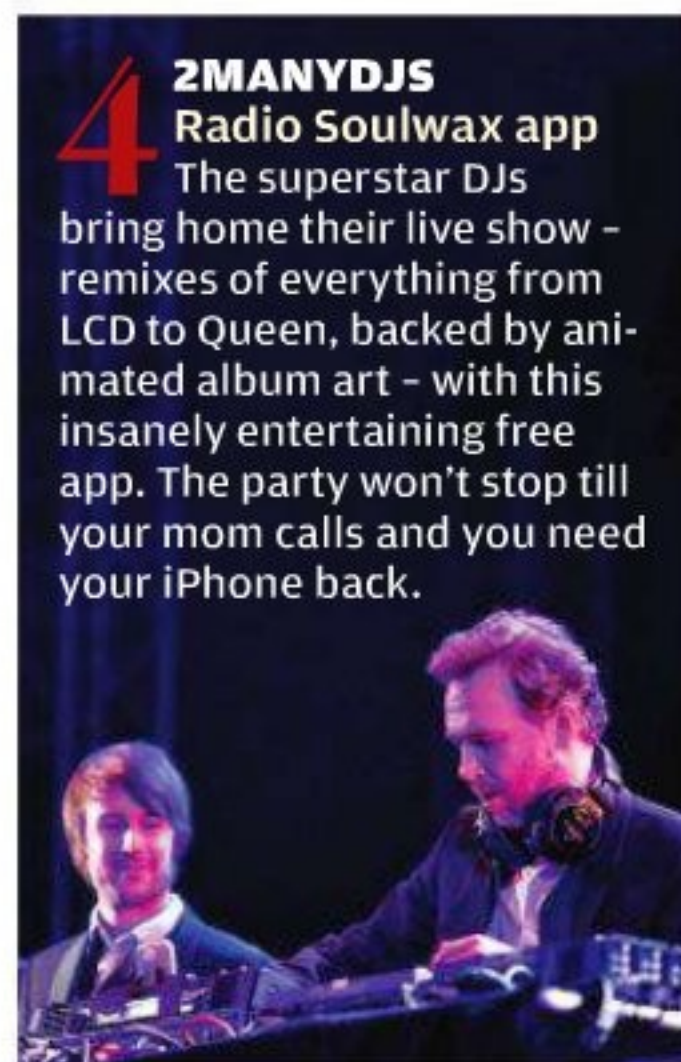 4 2MANYDJS
Radio Soulwax app
The superstar DJs
bring home their live show –
remixes of everything from
LCD to Queen, backed by ani-
mated album art – with this
insanely entertaining free
app. The party won't stop till
your mom calls and you need
your iPhone back.